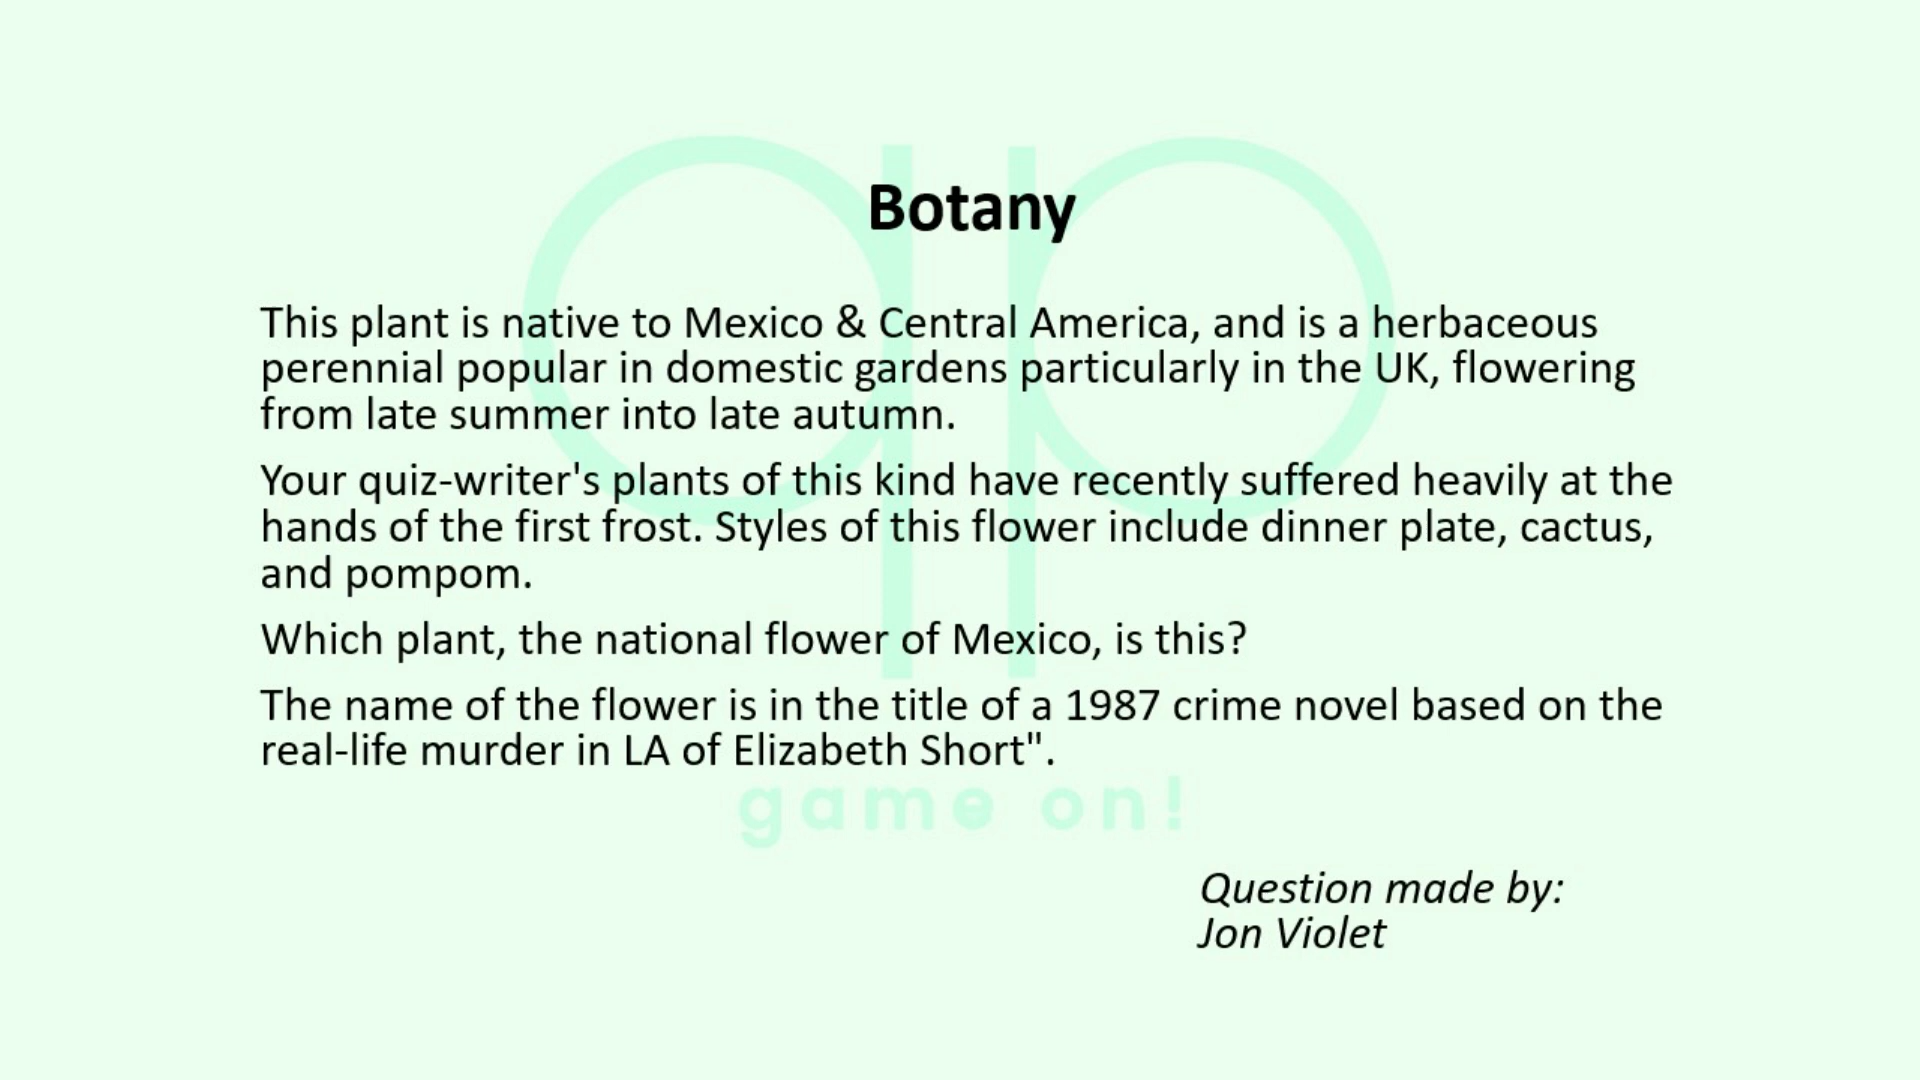 Botany
This plant is native to Mexico & Central America, and is a herbaceous
perennial popular in domestic gardens particularly in the UK, flowering
from late summer into late autumn.
Your quiz-writer's plants of this kind have recently suffered heavily at the
hands of the first frost. Styles of this flower include dinner plate, cactus,
and pompom.
Which plant, the national flower of Mexico, is this?
The name of the flower is in the title of a 1987 crime novel based on the
real-life murder in LA of Elizabeth Short".
game on!
Question made by:
Jon Violet